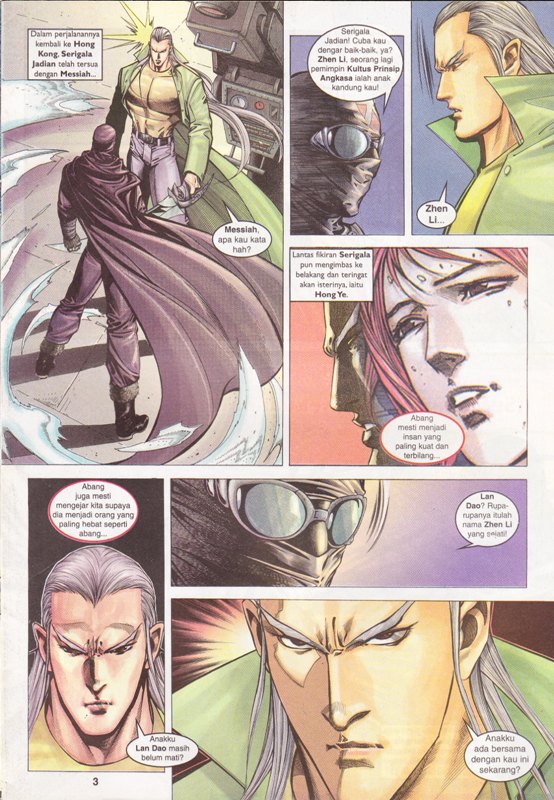 Dalam perjalanannya
kembali ke Hong
Kong, Serigala
Jadian telah tersua
dengan Messiah...
Messiah,
apa kau kata
hah?
Serigala
Jadian! Cuba kau
dengar baik-baik, ya?
Zhen Li, seorang lagi
pemimpin Kultus Prinsip
Angkasa ialah anak
kandung kau!
Zhen
Li...
Lantas fikiran Serigala
pun mengimbas ke
belakang dan teringat
akan isterinya, iaitu
Hong Ye.
Abang
mesti menjadi
insan yang
paling kuat dan
terbilang...
Abang
juga mesti
mengejar kita supaya
dia menjadi orang yang
paling hebat seperti
abang...
Lan
Dao? Rupa-
rupanya itulah
nama Zhen Li
yang sejati!
Anakku
Lan Dao masih
belum mati?
Anakku
ada bersama
dengan kau ini
sekarang?
3